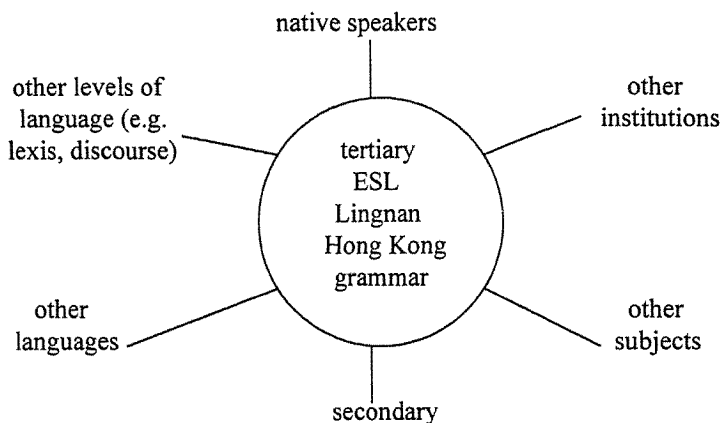 native speakers
other levels of
language (e.g.
lexis, discourse)
other
institutions
tertiary
ESL
Lingnan
Hong Kong
grammar
other
languages
other
subjects
secondary